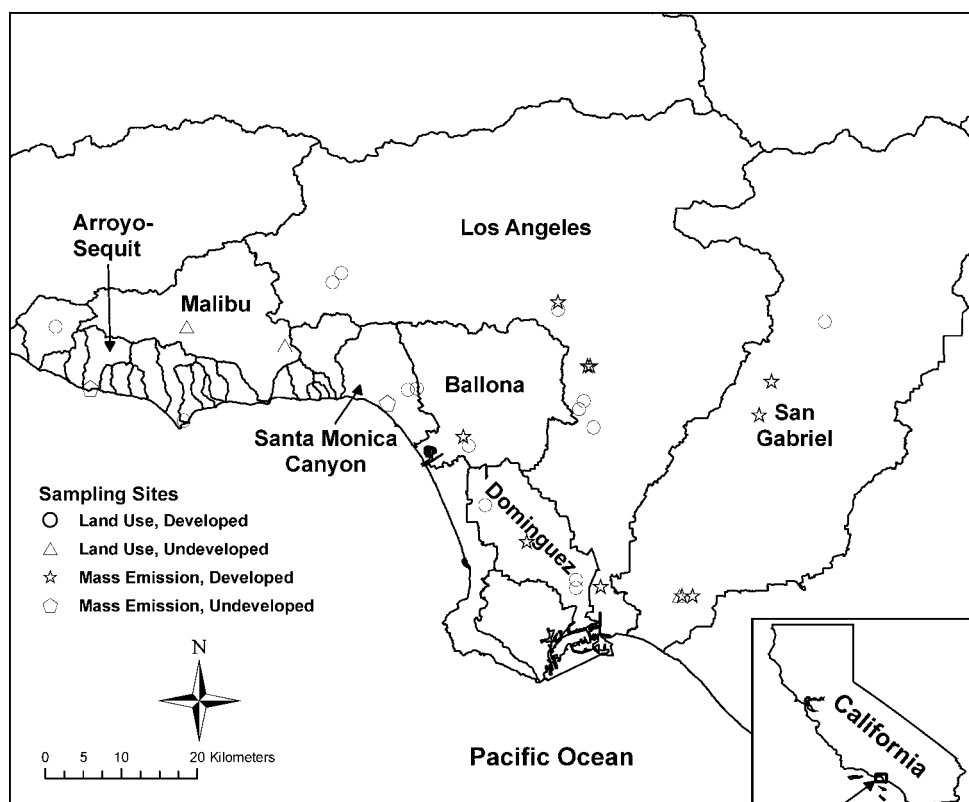 Arroyo-
Sequit
Los Angeles
Malibu
Ballona
San
Gabriel
Santa Monica
Canyon
Dominguez
Sampling Sites
Land Use, Developed
Land Use, Undeveloped
Mass Emission, Developed
Mass Emission, Undeveloped
N
0 5 10 20 Kilometers
Pacific Ocean
California